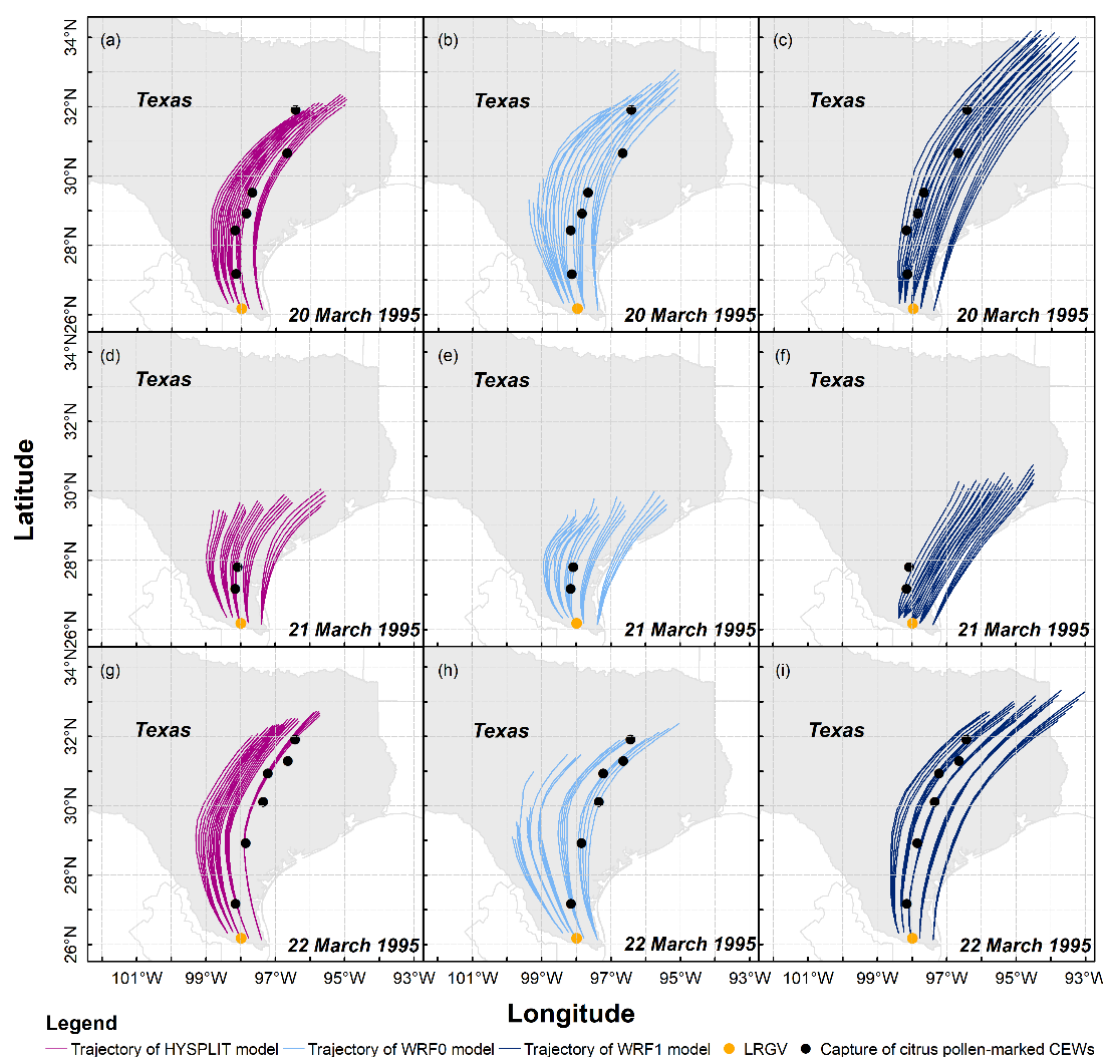 (a) (b) (c)
Texas Texas Texas
20 March 1995 20 March 1995 20 March 1995
34°N
32°N
30°N
28°N
26°N
(d) (e) (f)
Texas Texas Texas
21 March 1995 21 March 1995 21 March 1995
34°N
32°N
30°N
28°N
26°N
(g) (h) (i)
Texas Texas Texas
22 March 1995 22 March 1995 22 March 1995
34°N
32°N
30°N
28°N
26°N
Latitude
101°W 99°W 97°W 95°W 101°W 99°W 97°W 95°W 101°W 99°W 97°W 95°W 93°W
Longitude
Legend
Trajectory of HYSPLIT model Trajectory of WRF0 model Trajectory of WRF1 model LRGV Capture of citrus pollen-marked CEWs